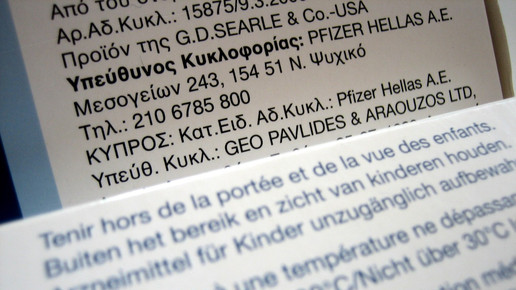 Από του
Αρ.Αδ.Κυκλ.: 15875/9.3.200
Προϊόν της G.D.SEARLE & Co.-USA
Υπεύθυνος Κυκλοφορίας: PFIZER HELLAS A.E.
Μεσογείων 243, 154 51 Ν. Ψυχικό
Τηλ.: 210 6785 800
ΚΥΠΡΟΣ: Κατ.Ειδ. Αδ.Κυκλ.: Pfizer Hellas A.E.
Υπεύθ. Κυκλ.: GEO PAVLIDES & ARAOUZOS LTD,
Tenir hors de la portée et de la vue des enfants.
Buiten het bereik en zicht van kinderen houden.
Arzneimittel für Kinder unzugänglich aufbewah
à une température ne dépassan
°C/Nicht über 30°C l